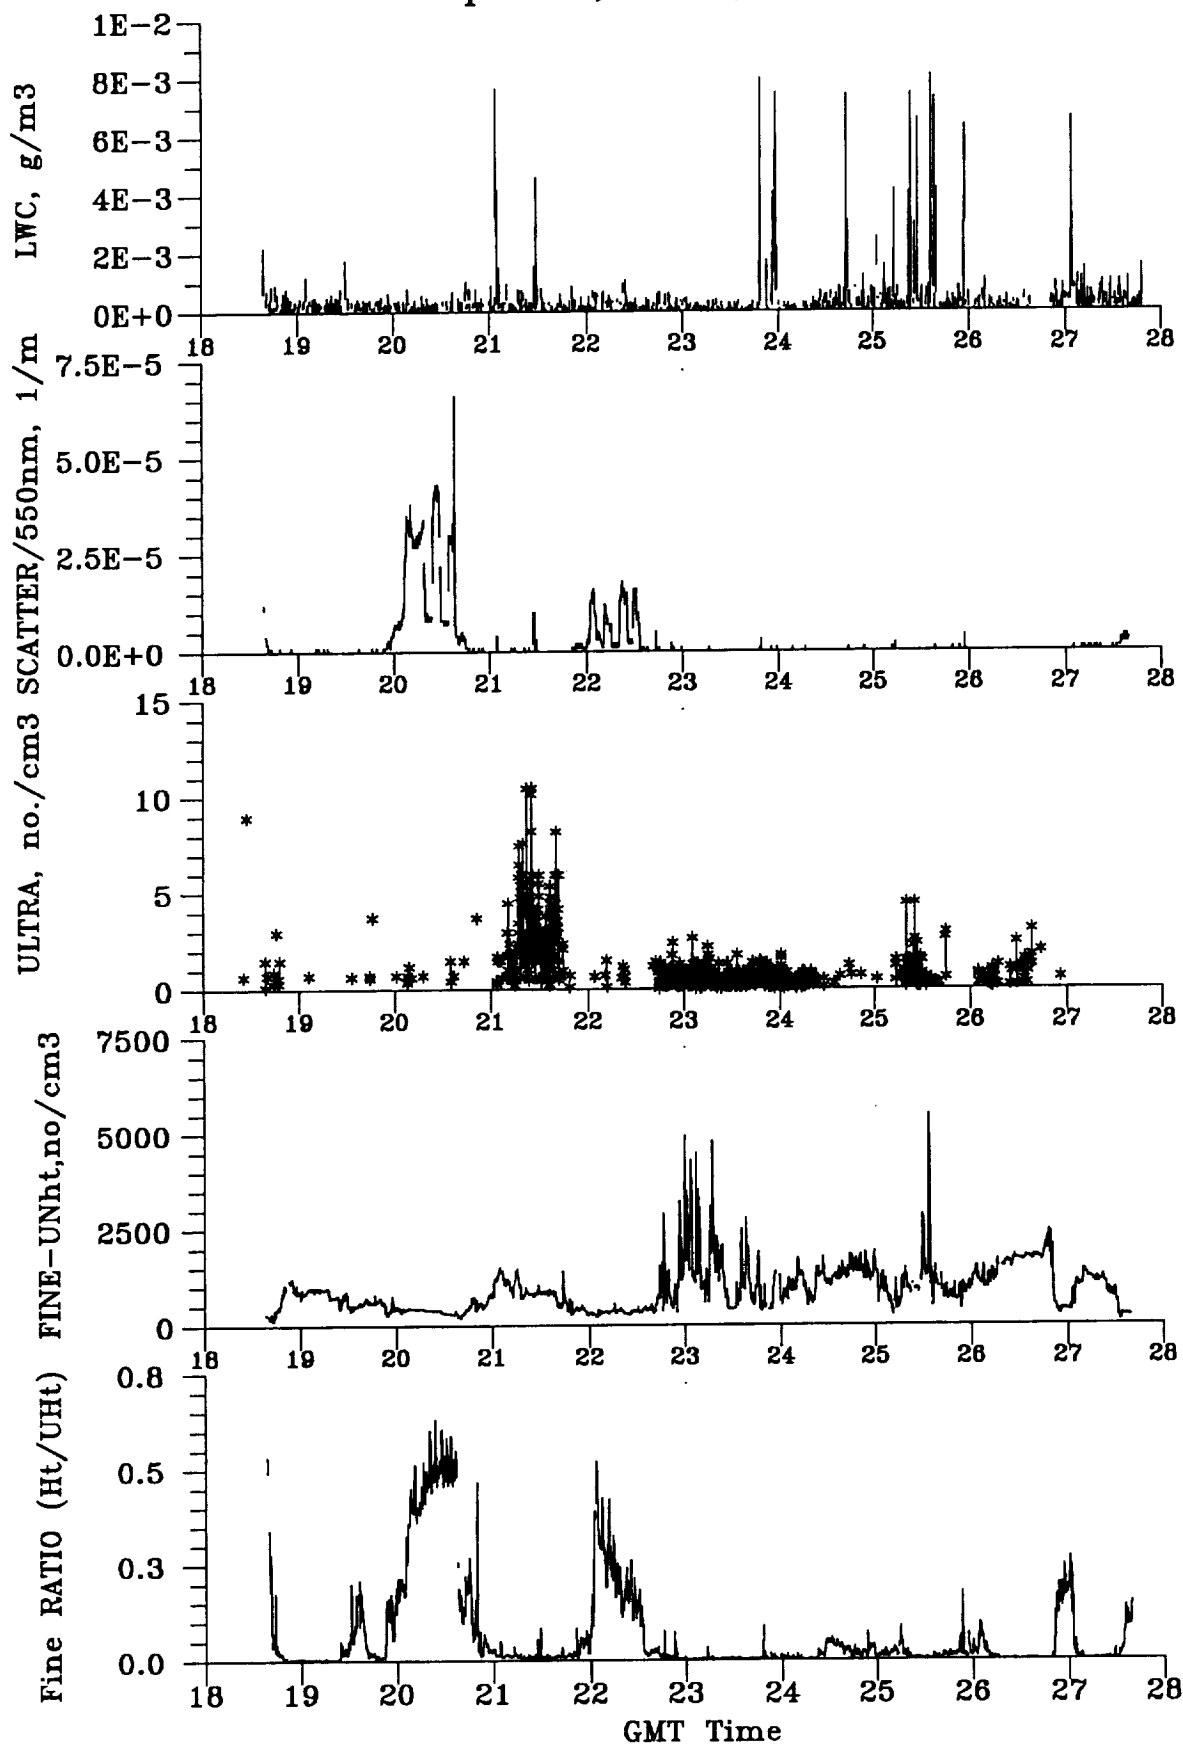 1E-2
8E-3
6E-3
4E-3
2E-3
0E+0
LWC, g/m3
18 19 20 21 22 23 24 25 26 27 28
7.5E-5
5.0E-5
2.5E-5
0.0E+0
SCATTER/550nm, 1/m
18 19 20 21 22 23 24 25 26 27 28
15
10
5
0
ULTRA, no./cm3
18 19 20 21 22 23 24 25 26 27 28
7500
5000
2500
0
FINE-UNht,no/cm3
18 19 20 21 22 23 24 25 26 27 28
0.8
0.5
0.3
0.0
Fine RATIO (Ht/UHt)
18 19 20 21 22 23 24 25 26 27 28
GMT Time